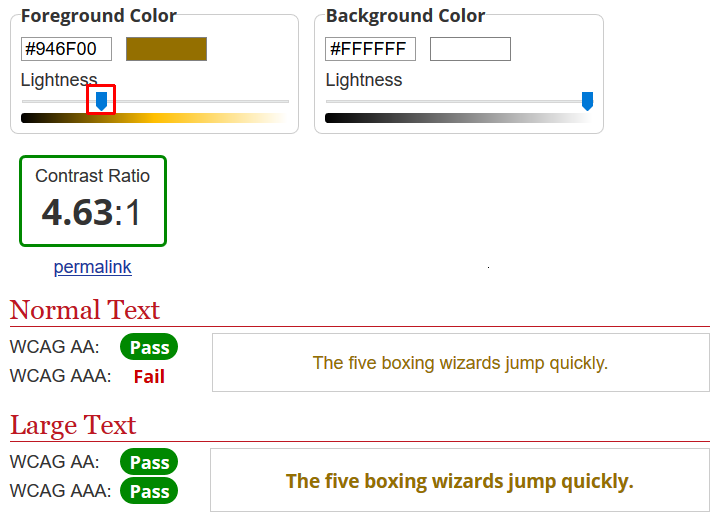 Foreground Color
#946F00
Lightness
Background Color
#FFFFFF
Lightness
Contrast Ratio
4.63:1
permalink
Normal Text
WCAG AA: Pass
WCAG AAA: Fail
The five boxing wizards jump quickly.
Large Text
WCAG AA: Pass
WCAG AAA: Pass
The five boxing wizards jump quickly.